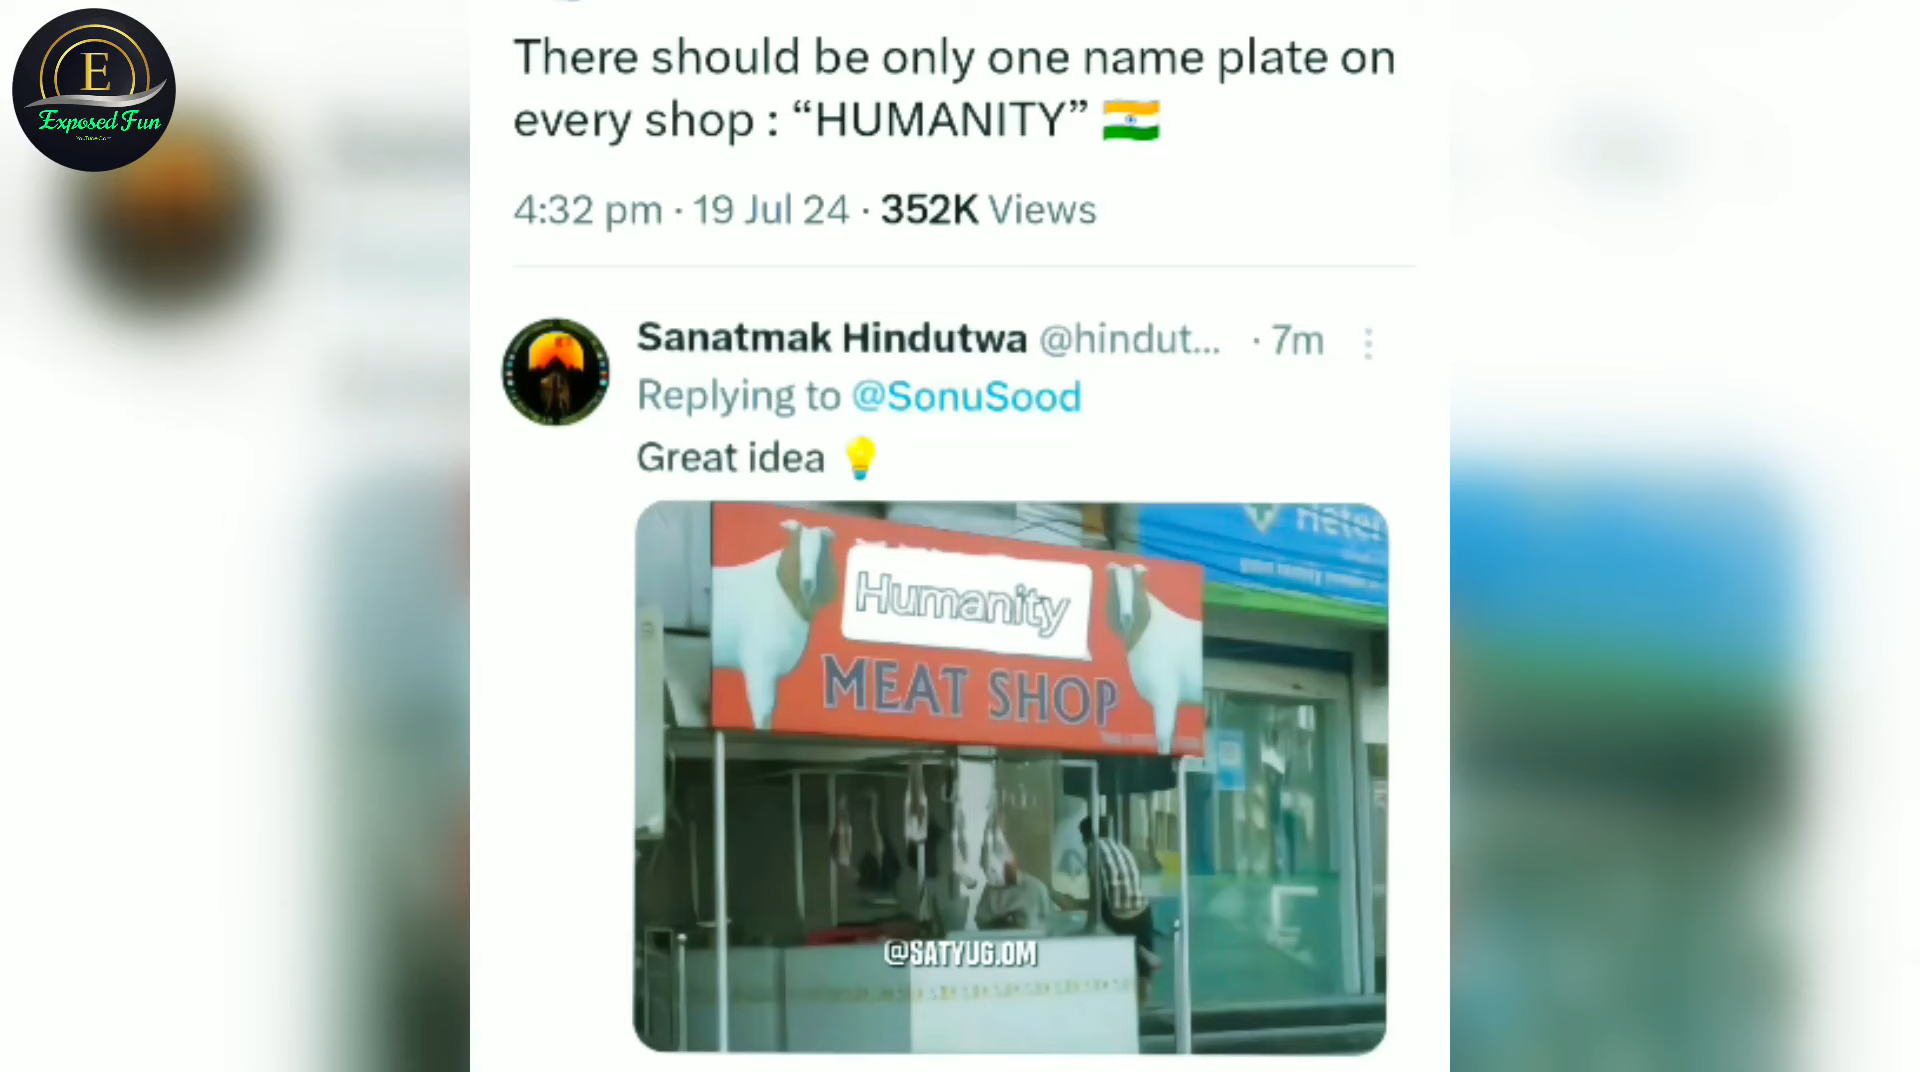 E
Exposed Fun
There should be only one name plate on
every shop : “HUMANITY” 🇮🇳
4:32 pm · 19 Jul 24 · 352K Views
Sanatmak Hindutwa @hindut... · 7m
Replying to @SonuSood
Great idea 💡
Humanity
MEAT SHOP
@SATYUG.OM